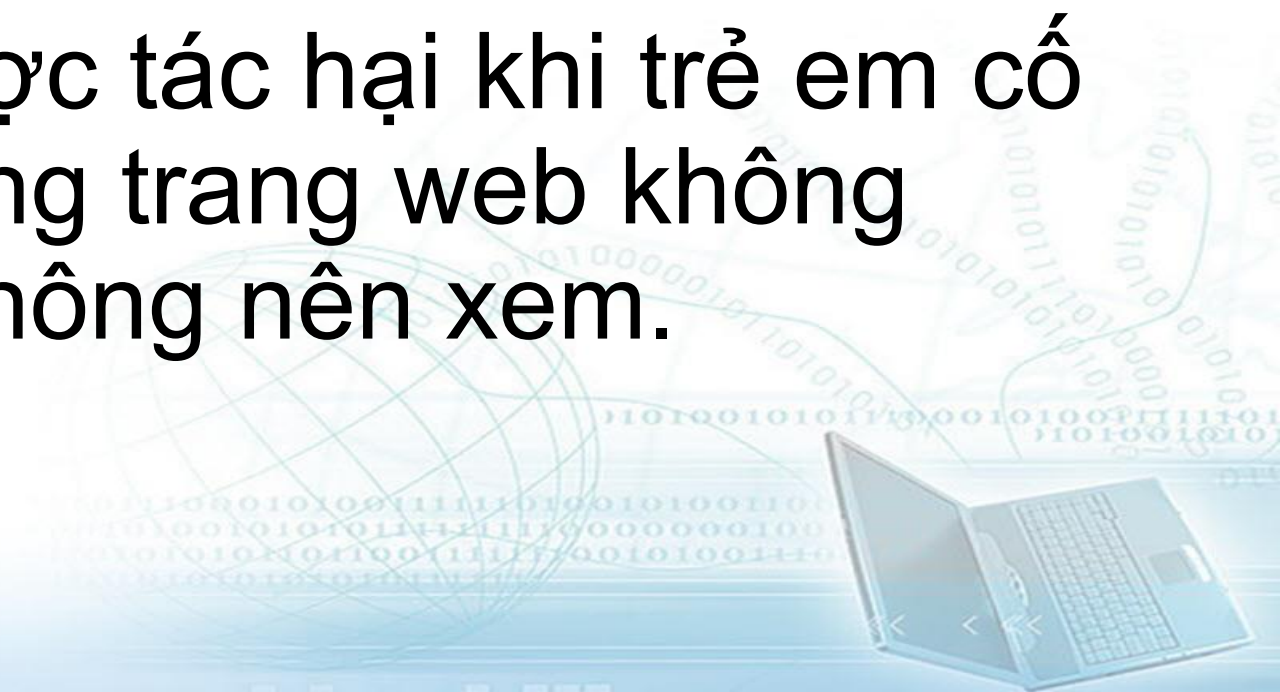 ợc tác hại khi trẻ em cố
ng trang web không
hông nên xem.